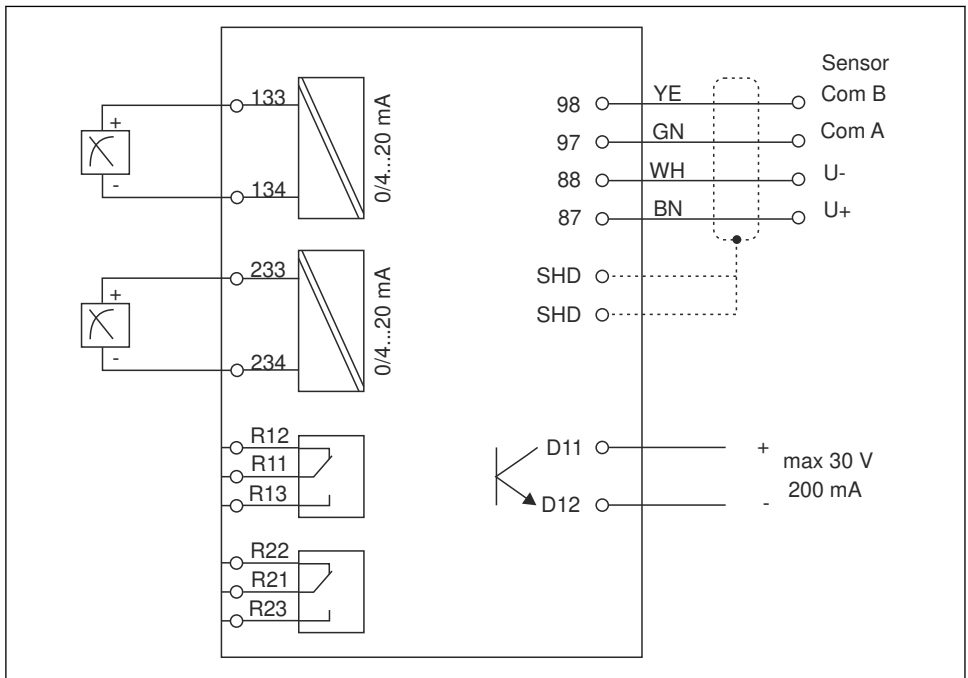 133
+
-
134
0/4...20 mA
233
+
-
234
0/4...20 mA
R12
R11
R13
R22
R21
R23
Sensor
98 YE Com B
97 GN Com A
88 WH U-
87 BN U+
SHD
SHD
D11 +
max 30 V
200 mA
D12 -